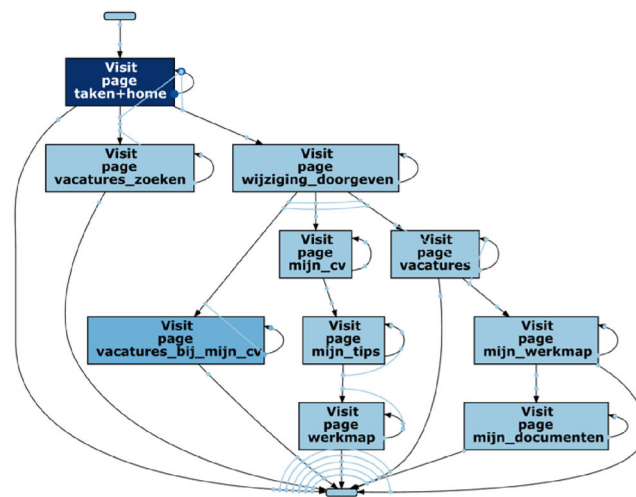 Visit
page
taken+home
Visit
page
vacatures_zoeken
Visit
page
wijziging_doorgeven
Visit
page
mijn_cv
Visit
page
vacatures
Visit
page
vacatures_bij_mijn_cv
Visit
page
mijn_tips
Visit
page
mijn_werkmap
Visit
page
werkmap
Visit
page
mijn_documenten